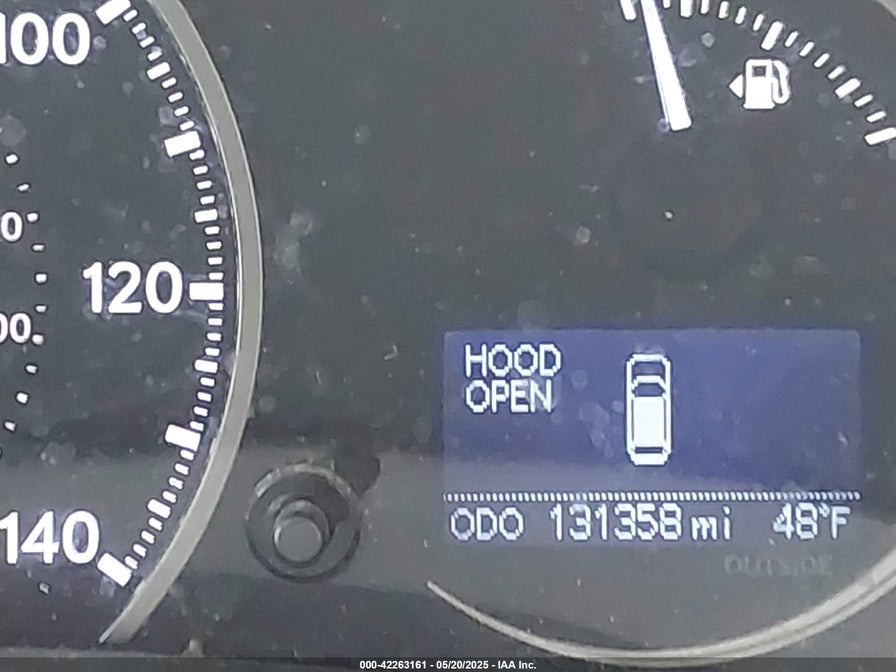 100
120
140
HOOD
OPEN
ODO 131358 mi 48°F
OUTSIDE
000-42263161 - 05/20/2025 - IAA Inc.